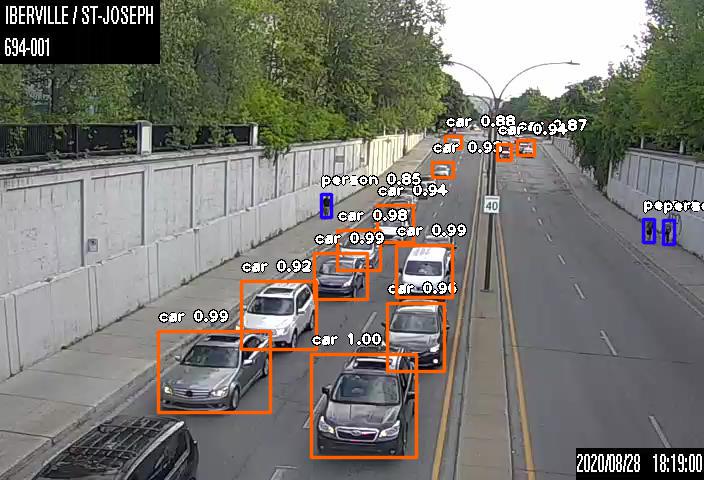 IBERVILLE / ST-JOSEPH
694-001
car 0.88
car 0.94
0.87
car 0.9
person 0.85
car 0.94
car 0.98
car 0.99
car 0.99
car 0.92
car 0.96
car 0.99
car 1.00
40
2020/08/28 18:19:00